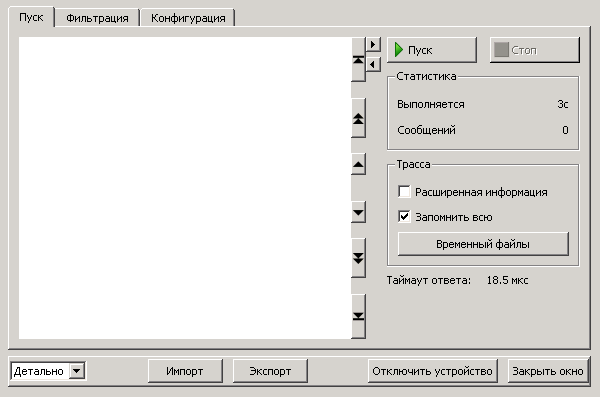 Пуск
Фильтрация
Конфигурация
Пуск
Стоп
Статистика
Выполняется 3с
Сообщений 0
Трасса
Расширенная информация
Запомнить всю
Временный файлы
Таймаут ответа: 18.5 мкс
Детально
Импорт
Экспорт
Отключить устройство
Закрыть окно